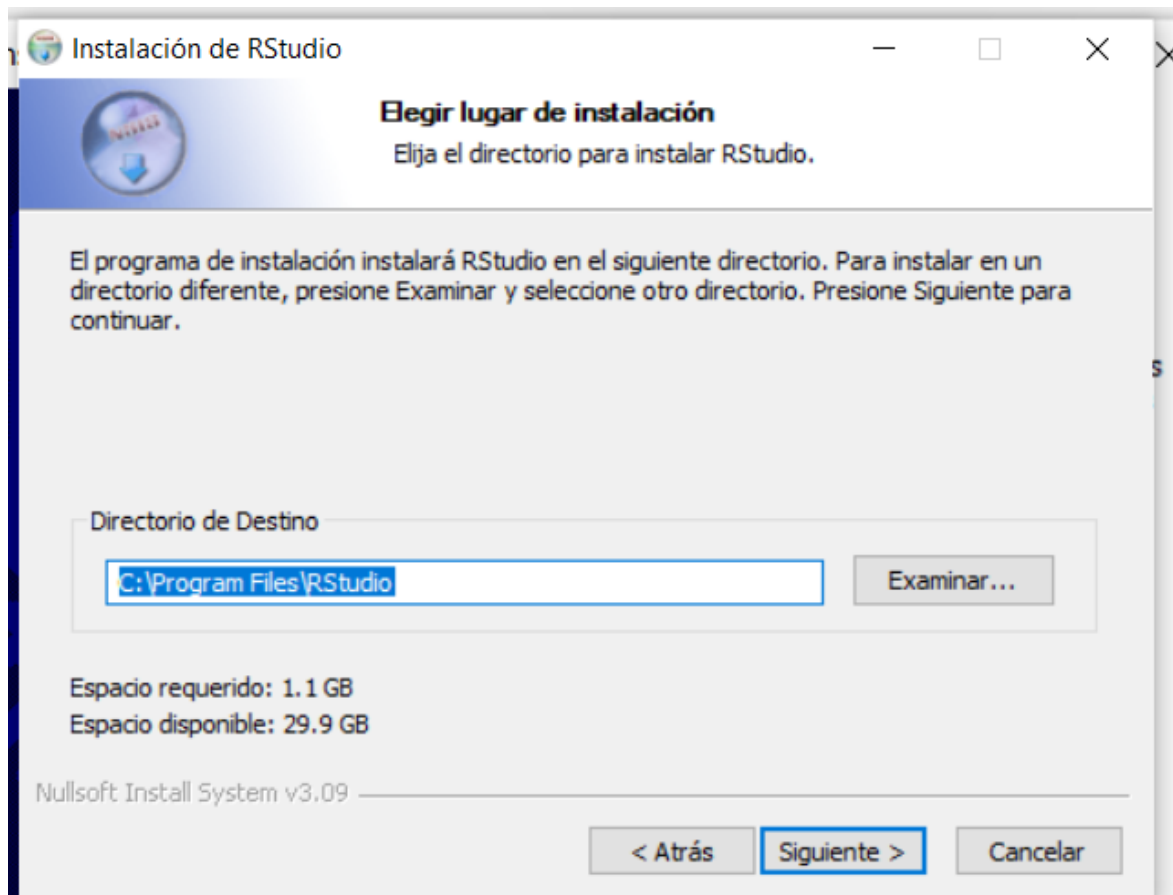 Instalación de RStudio
Elegir lugar de instalación
Elija el directorio para instalar RStudio.
El programa de instalación instalará RStudio en el siguiente directorio. Para instalar en un
directorio diferente, presione Examinar y seleccione otro directorio. Presione Siguiente para
continuar.
Directorio de Destino
C:\Program Files\RStudio
Examinar...
Espacio requerido: 1.1 GB
Espacio disponible: 29.9 GB
Nullsoft Install System v3.09
< Atrás
Siguiente >
Cancelar